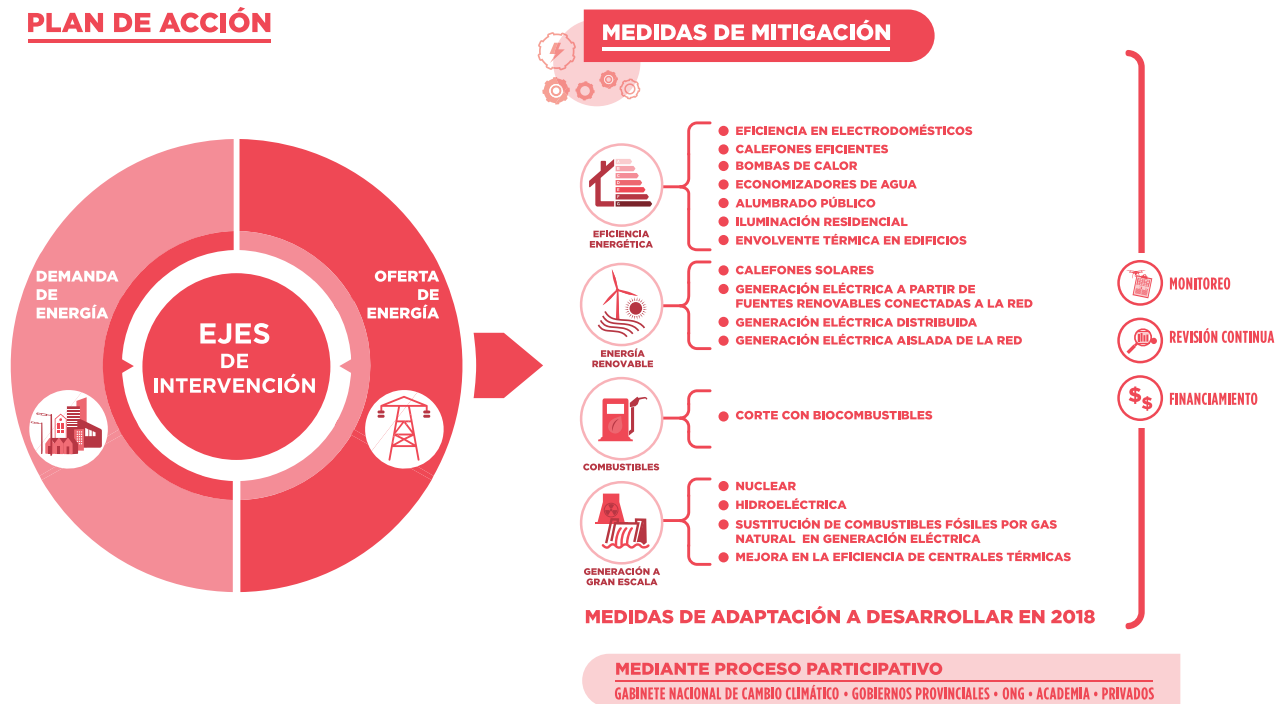 PLAN DE ACCIÓN
DEMANDA
DE
ENERGÍA
OFERTA
DE
ENERGÍA
EJES
DE
INTERVENCIÓN
MEDIDAS DE MITIGACIÓN
EFICIENCIA
ENERGÉTICA
EFICIENCIA EN ELECTRODOMÉSTICOS
CALEFONES EFICIENTES
BOMBAS DE CALOR
ECONOMIZADORES DE AGUA
ALUMBRADO PÚBLICO
ILUMINACIÓN RESIDENCIAL
ENVOLVENTE TÉRMICA EN EDIFICIOS
ENERGÍA
RENOVABLE
CALEFONES SOLARES
GENERACIÓN ELÉCTRICA A PARTIR DE
FUENTES RENOVABLES CONECTADAS A LA RED
GENERACIÓN ELÉCTRICA DISTRIBUIDA
GENERACIÓN ELÉCTRICA AISLADA DE LA RED
COMBUSTIBLES
CORTE CON BIOCOMBUSTIBLES
GENERACIÓN A
GRAN ESCALA
NUCLEAR
HIDROELÉCTRICA
SUSTITUCIÓN DE COMBUSTIBLES FÓSILES POR GAS
NATURAL EN GENERACIÓN ELÉCTRICA
MEJORA EN LA EFICIENCIA DE CENTRALES TÉRMICAS
MONITOREO
REVISIÓN CONTINUA
$$
FINANCIAMIENTO
MEDIDAS DE ADAPTACIÓN A DESARROLLAR EN 2018
MEDIANTE PROCESO PARTICIPATIVO
GABINETE NACIONAL DE CAMBIO CLIMÁTICO • GOBIERNOS PROVINCIALES • ONG • ACADEMIA • PRIVADOS